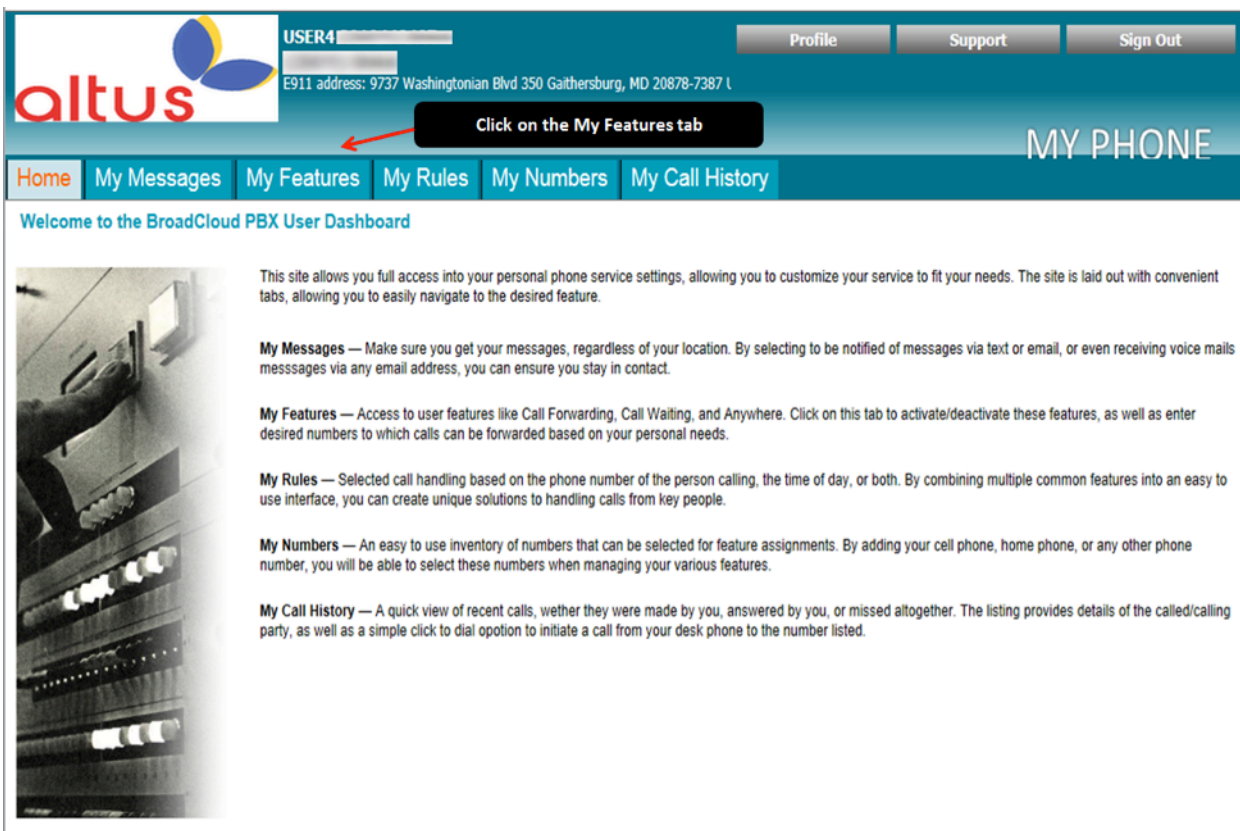 altus
USER4
E911 address: 9737 Washingtonian Blvd 350 Gaithersburg, MD 20878-7387 U
Profile
Support
Sign Out
Click on the My Features tab
MY PHONE
Home
My Messages
My Features
My Rules
My Numbers
My Call History
Welcome to the BroadCloud PBX User Dashboard
This site allows you full access into your personal phone service settings, allowing you to customize your service to fit your needs. The site is laid out with convenient
tabs, allowing you to easily navigate to the desired feature.
My Messages — Make sure you get your messages, regardless of your location. By selecting to be notified of messages via text or email, or even receiving voice mails
messsages via any email address, you can ensure you stay in contact.
My Features — Access to user features like Call Forwarding, Call Waiting, and Anywhere. Click on this tab to activate/deactivate these features, as well as enter
desired numbers to which calls can be forwarded based on your personal needs.
My Rules — Selected call handling based on the phone number of the person calling, the time of day, or both. By combining multiple common features into an easy to
use interface, you can create unique solutions to handling calls from key people.
My Numbers — An easy to use inventory of numbers that can be selected for feature assignments. By adding your cell phone, home phone, or any other phone
number, you will be able to select these numbers when managing your various features.
My Call History — A quick view of recent calls, wether they were made by you, answered by you, or missed altogether. The listing provides details of the called/calling
party, as well as a simple click to dial opotion to initiate a call from your desk phone to the number listed.